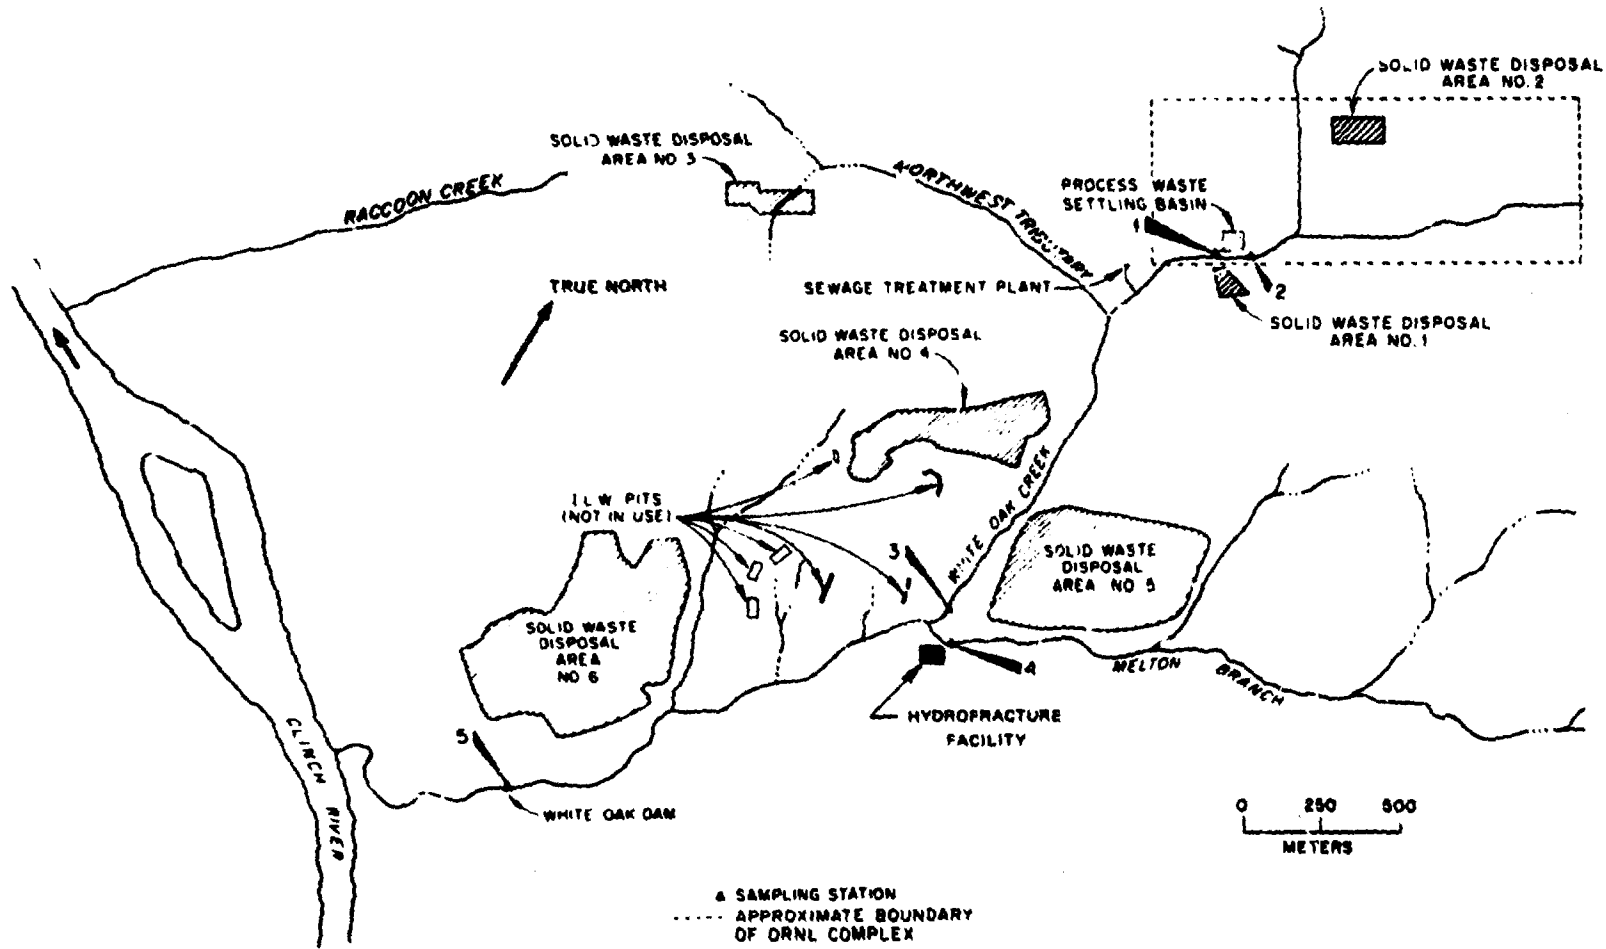 SOLID WASTE DISPOSAL
AREA NO. 2
SOLID WASTE DISPOSAL
AREA NO 3
RACCOON CREEK
NORTHWEST TRIBUTARY
PROCESS WASTE
SETTLING BASIN
1
2
TRUE NORTH
SEWAGE TREATMENT PLANT
SOLID WASTE DISPOSAL
AREA NO. 1
SOLID WASTE DISPOSAL
AREA NO 4
I L W PITS
(NOT IN USE)
WHITE OAK CREEK
3
SOLID WASTE
DISPOSAL
AREA NO 5
SOLID WASTE
DISPOSAL
AREA
NO 6
4
MELTON BRANCH
HYDROFRACTURE
FACILITY
5
CLINCH RIVER
WHITE OAK DAM
0 250 500
METERS
SAMPLING STATION
APPROXIMATE BOUNDARY
OF ORNL COMPLEX